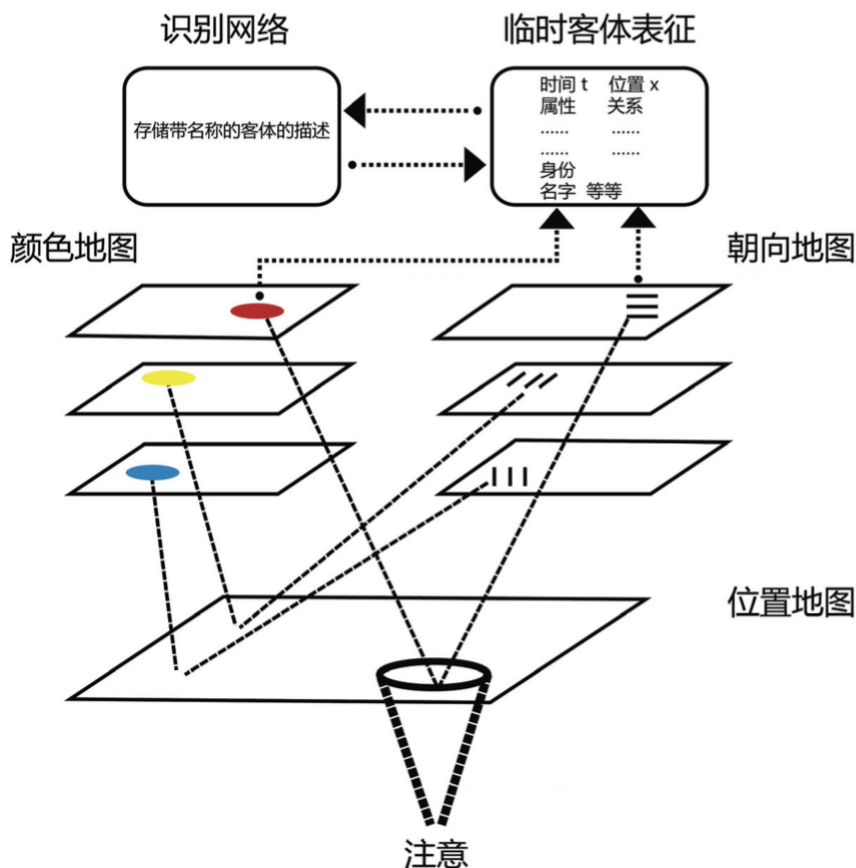 识别网络
临时客体表征
存储带名称的客体的描述
时间 t 位置 x
属性 关系
...... ......
...... ......
身份
名字 等等
颜色地图
朝向地图
位置地图
注意